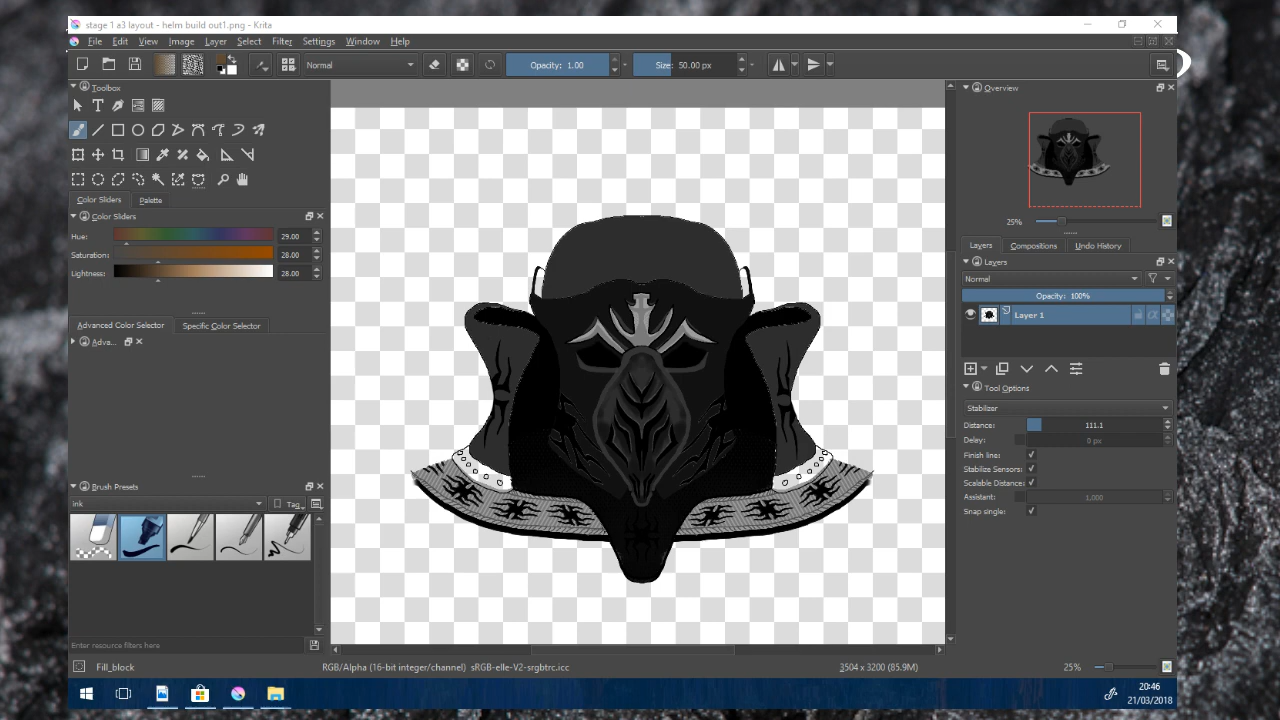 stage 1 a3 layout - helm build out1.png - Krita
File Edit View Image Layer Select Filter Settings Window Help
Normal Opacity: 1.00 Size: 50.00 px
Toolbox
Overview
25%
Color Sliders Palette
Color Sliders
Hue: 29.00
Saturation: 28.00
Lightness: 28.00
Layers Compositions Undo History
Layers
Normal
Opacity: 100%
Layer 1
Advanced Color Selector Specific Color Selector
Adva...
Tool Options
Stabilizer
Distance: 111.1
Delay: 0 px
Finish line:
Stabilize Sensors:
Scalable Distance:
Assistant: 1,000
Snap single:
Brush Presets
ink Tag
Enter resource filters here
Fill_block RGB/Alpha (16-bit integer/channel) sRGB-elle-V2-srgbtrc.icc 3504 x 3200 (85.9M) 25%
20:46
21/03/2018